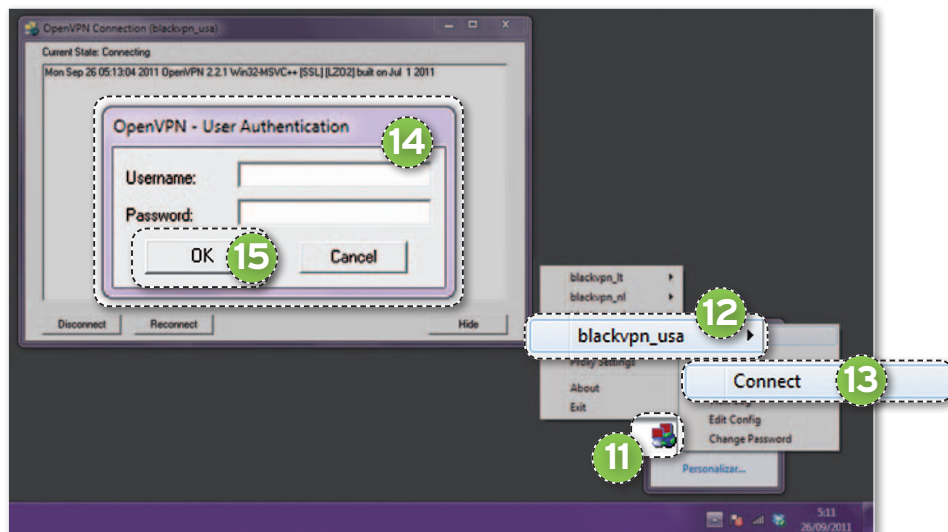 OpenVPN Connection (blackvpn_usa)
Current State: Connecting
Mon Sep 26 05:13:04 2011 OpenVPN 2.2.1 Win32-MSVC++ [SSL] [LZO2] built on Jul 1 2011
OpenVPN - User Authentication
14
Username:
Password:
OK
15
Cancel
Disconnect
Reconnect
Hide
blackvpn_lt
blackvpn_nl
12
blackvpn_usa
Proxy Settings
About
Exit
Connect
13
Edit Config
Change Password
11
Personalizar...
5:11
26/09/2011